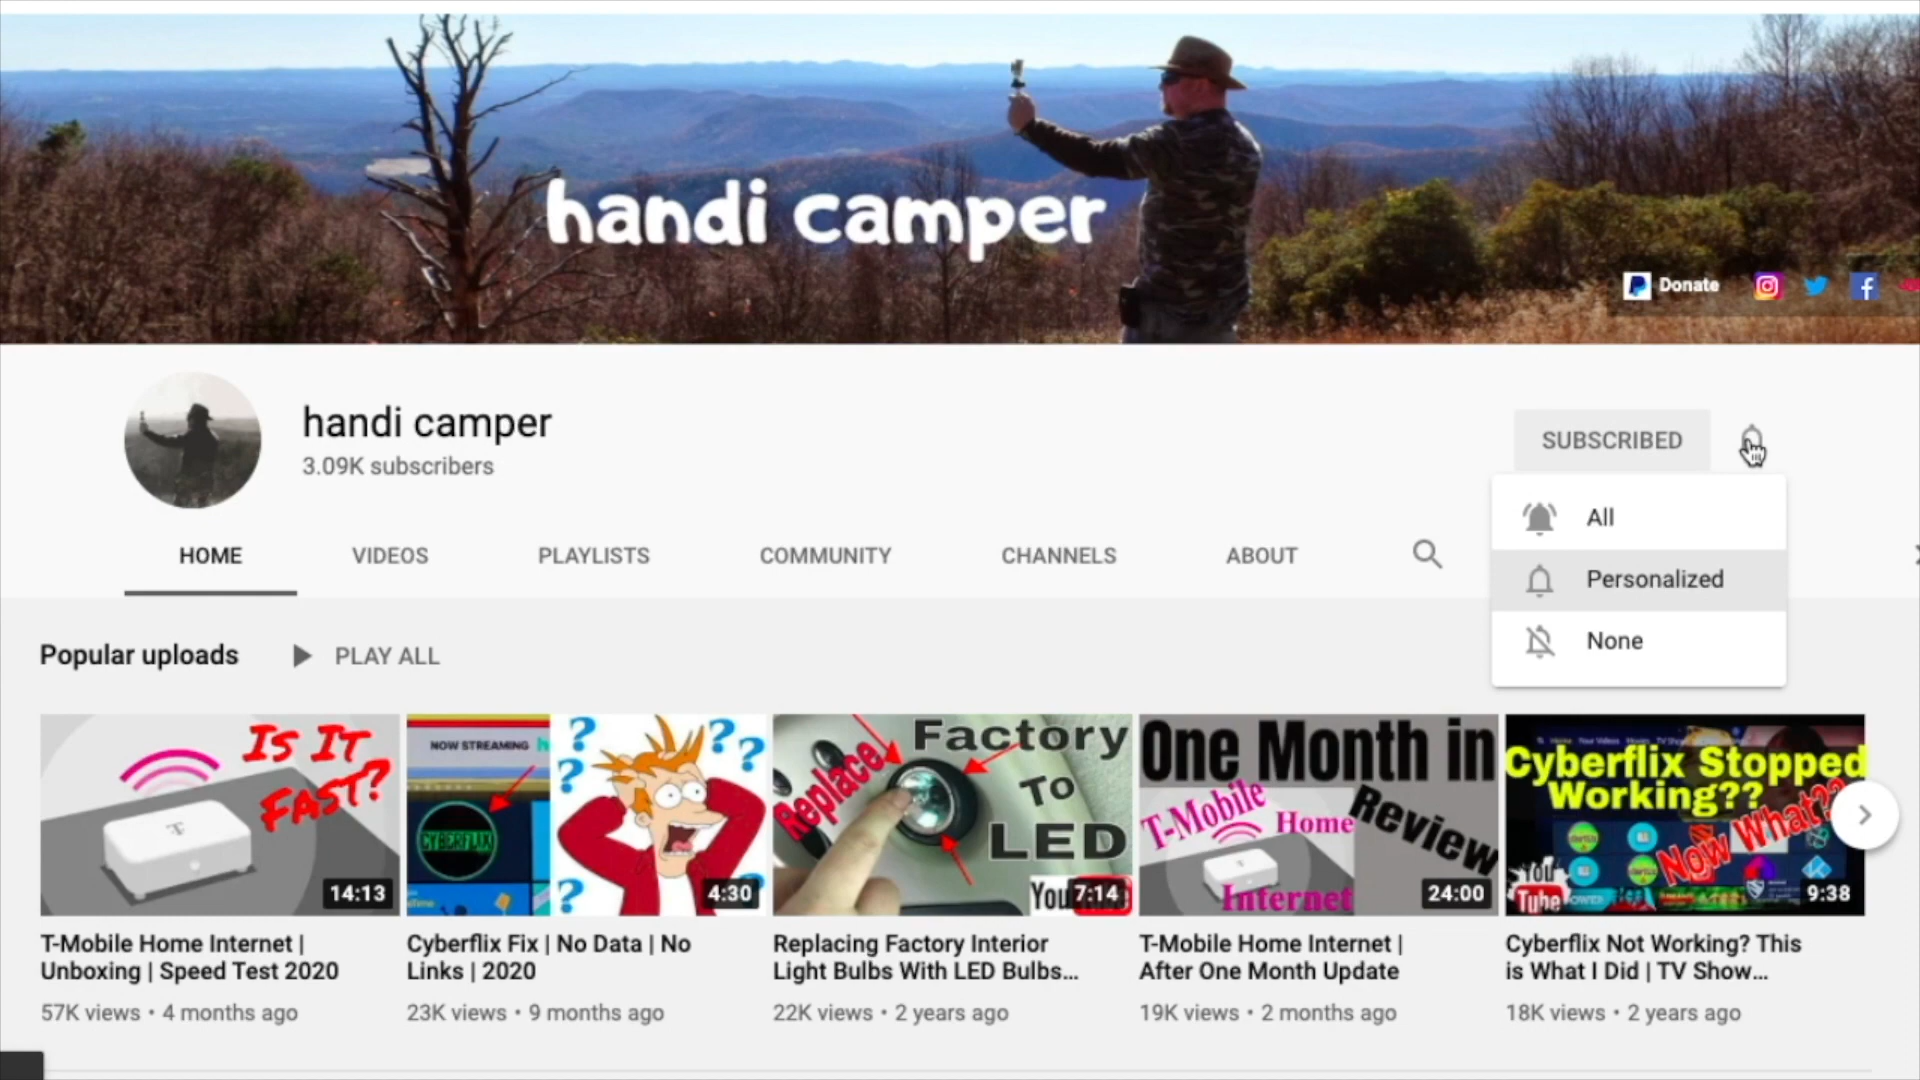 handi camper
Donate
handi camper
3.09K subscribers
SUBSCRIBED
All
Personalized
None
HOME
VIDEOS
PLAYLISTS
COMMUNITY
CHANNELS
ABOUT
Popular uploads
PLAY ALL
IS IT
FAST?
14:13
NOW STREAMING
CYBERFLIX
4:30
Replace
Factory
To
LED
7:14
One Month in
Review
T-Mobile
Home
Internet
24:00
Cyberflix Stopped
Working??
Now What??
You
Tube
9:38
T-Mobile Home Internet |
Unboxing | Speed Test 2020
57K views • 4 months ago
Cyberflix Fix | No Data | No
Links | 2020
23K views • 9 months ago
Replacing Factory Interior
Light Bulbs With LED Bulbs...
22K views • 2 years ago
T-Mobile Home Internet |
After One Month Update
19K views • 2 months ago
Cyberflix Not Working? This
is What I Did | TV Show...
18K views • 2 years ago